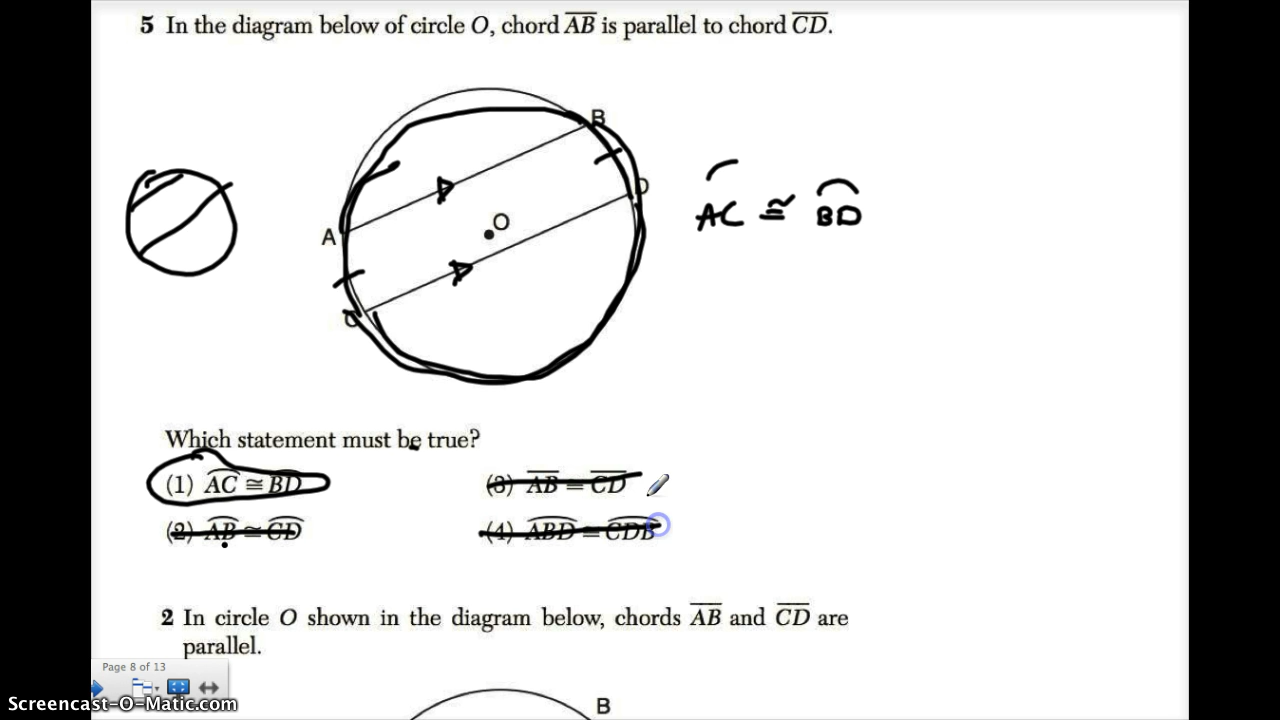 5 In the diagram below of circle O, chord AB is parallel to chord CD.
B
D
A
O
C
AC ≅ BD
Which statement must be true?
(1) AC ≅ BD
(3) AB ≅ CD
(2) AB ≅ CD
(4) ABD ≅ CDB
2 In circle O shown in the diagram below, chords AB and CD are
parallel.
Page 8 of 13
B
Screencast-O-Matic.com